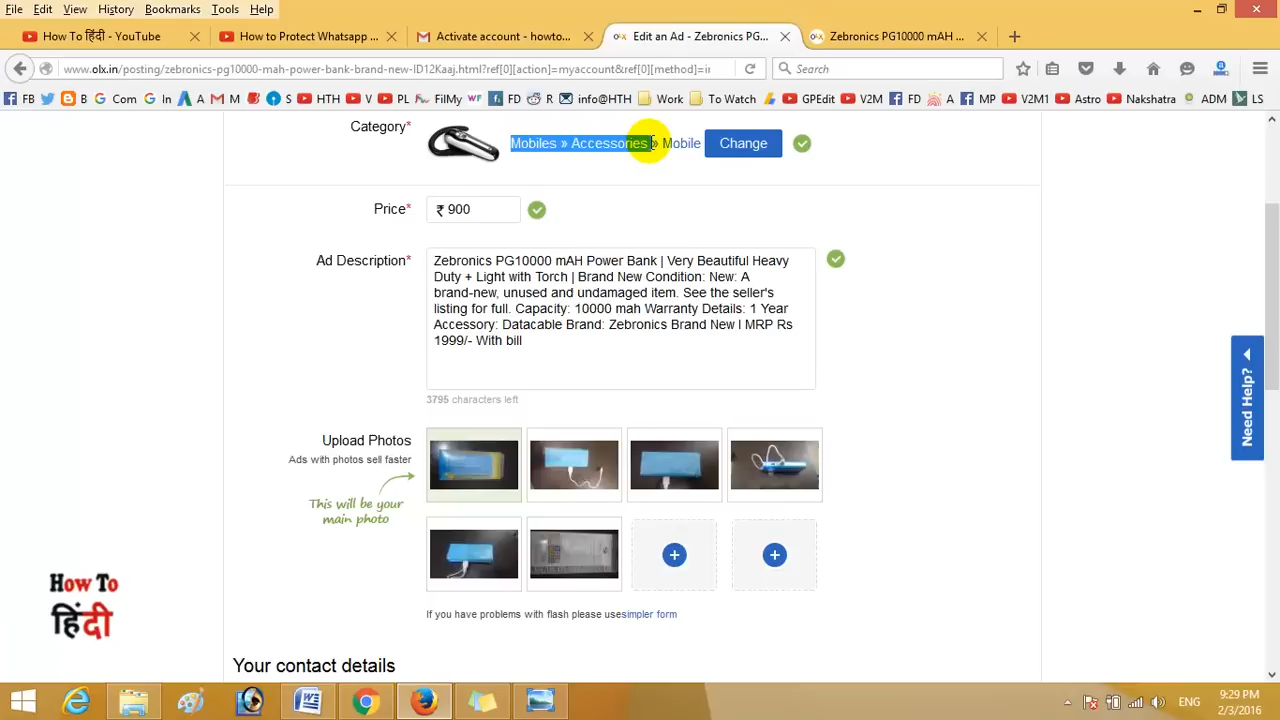 File Edit View History Bookmarks Tools Help
How To हिंदी - YouTube
How to Protect Whatsapp ...
Activate account - howto...
Edit an Ad - Zebronics PG...
Zebronics PG10000 mAH ...
www.olx.in/posting/zebronics-pg10000-mah-power-bank-brand-new-ID12Kaaj.html?ref[0][action]=myaccount&ref[0][method]=in
Search
FB B Com In A M S HTH V PL FilMy FD R info@HTH Work To Watch GPEdit V2M FD A MP V2M1 Astro Nakshatra ADM LS
Category*
Mobiles » Accessories » Mobile
Change
Price*
₹ 900
Ad Description*
Zebronics PG10000 mAH Power Bank | Very Beautiful Heavy
Duty + Light with Torch | Brand New Condition: New: A
brand-new, unused and undamaged item. See the seller's
listing for full. Capacity: 10000 mah Warranty Details: 1 Year
Accessory: Datacable Brand: Zebronics Brand New l MRP Rs
1999/- With bill
3795 characters left
Upload Photos
Ads with photos sell faster
This will be your
main photo
If you have problems with flash please usesimpler form
Your contact details
Need Help?
How To
हिंदी
ENG
9:29 PM
2/3/2016